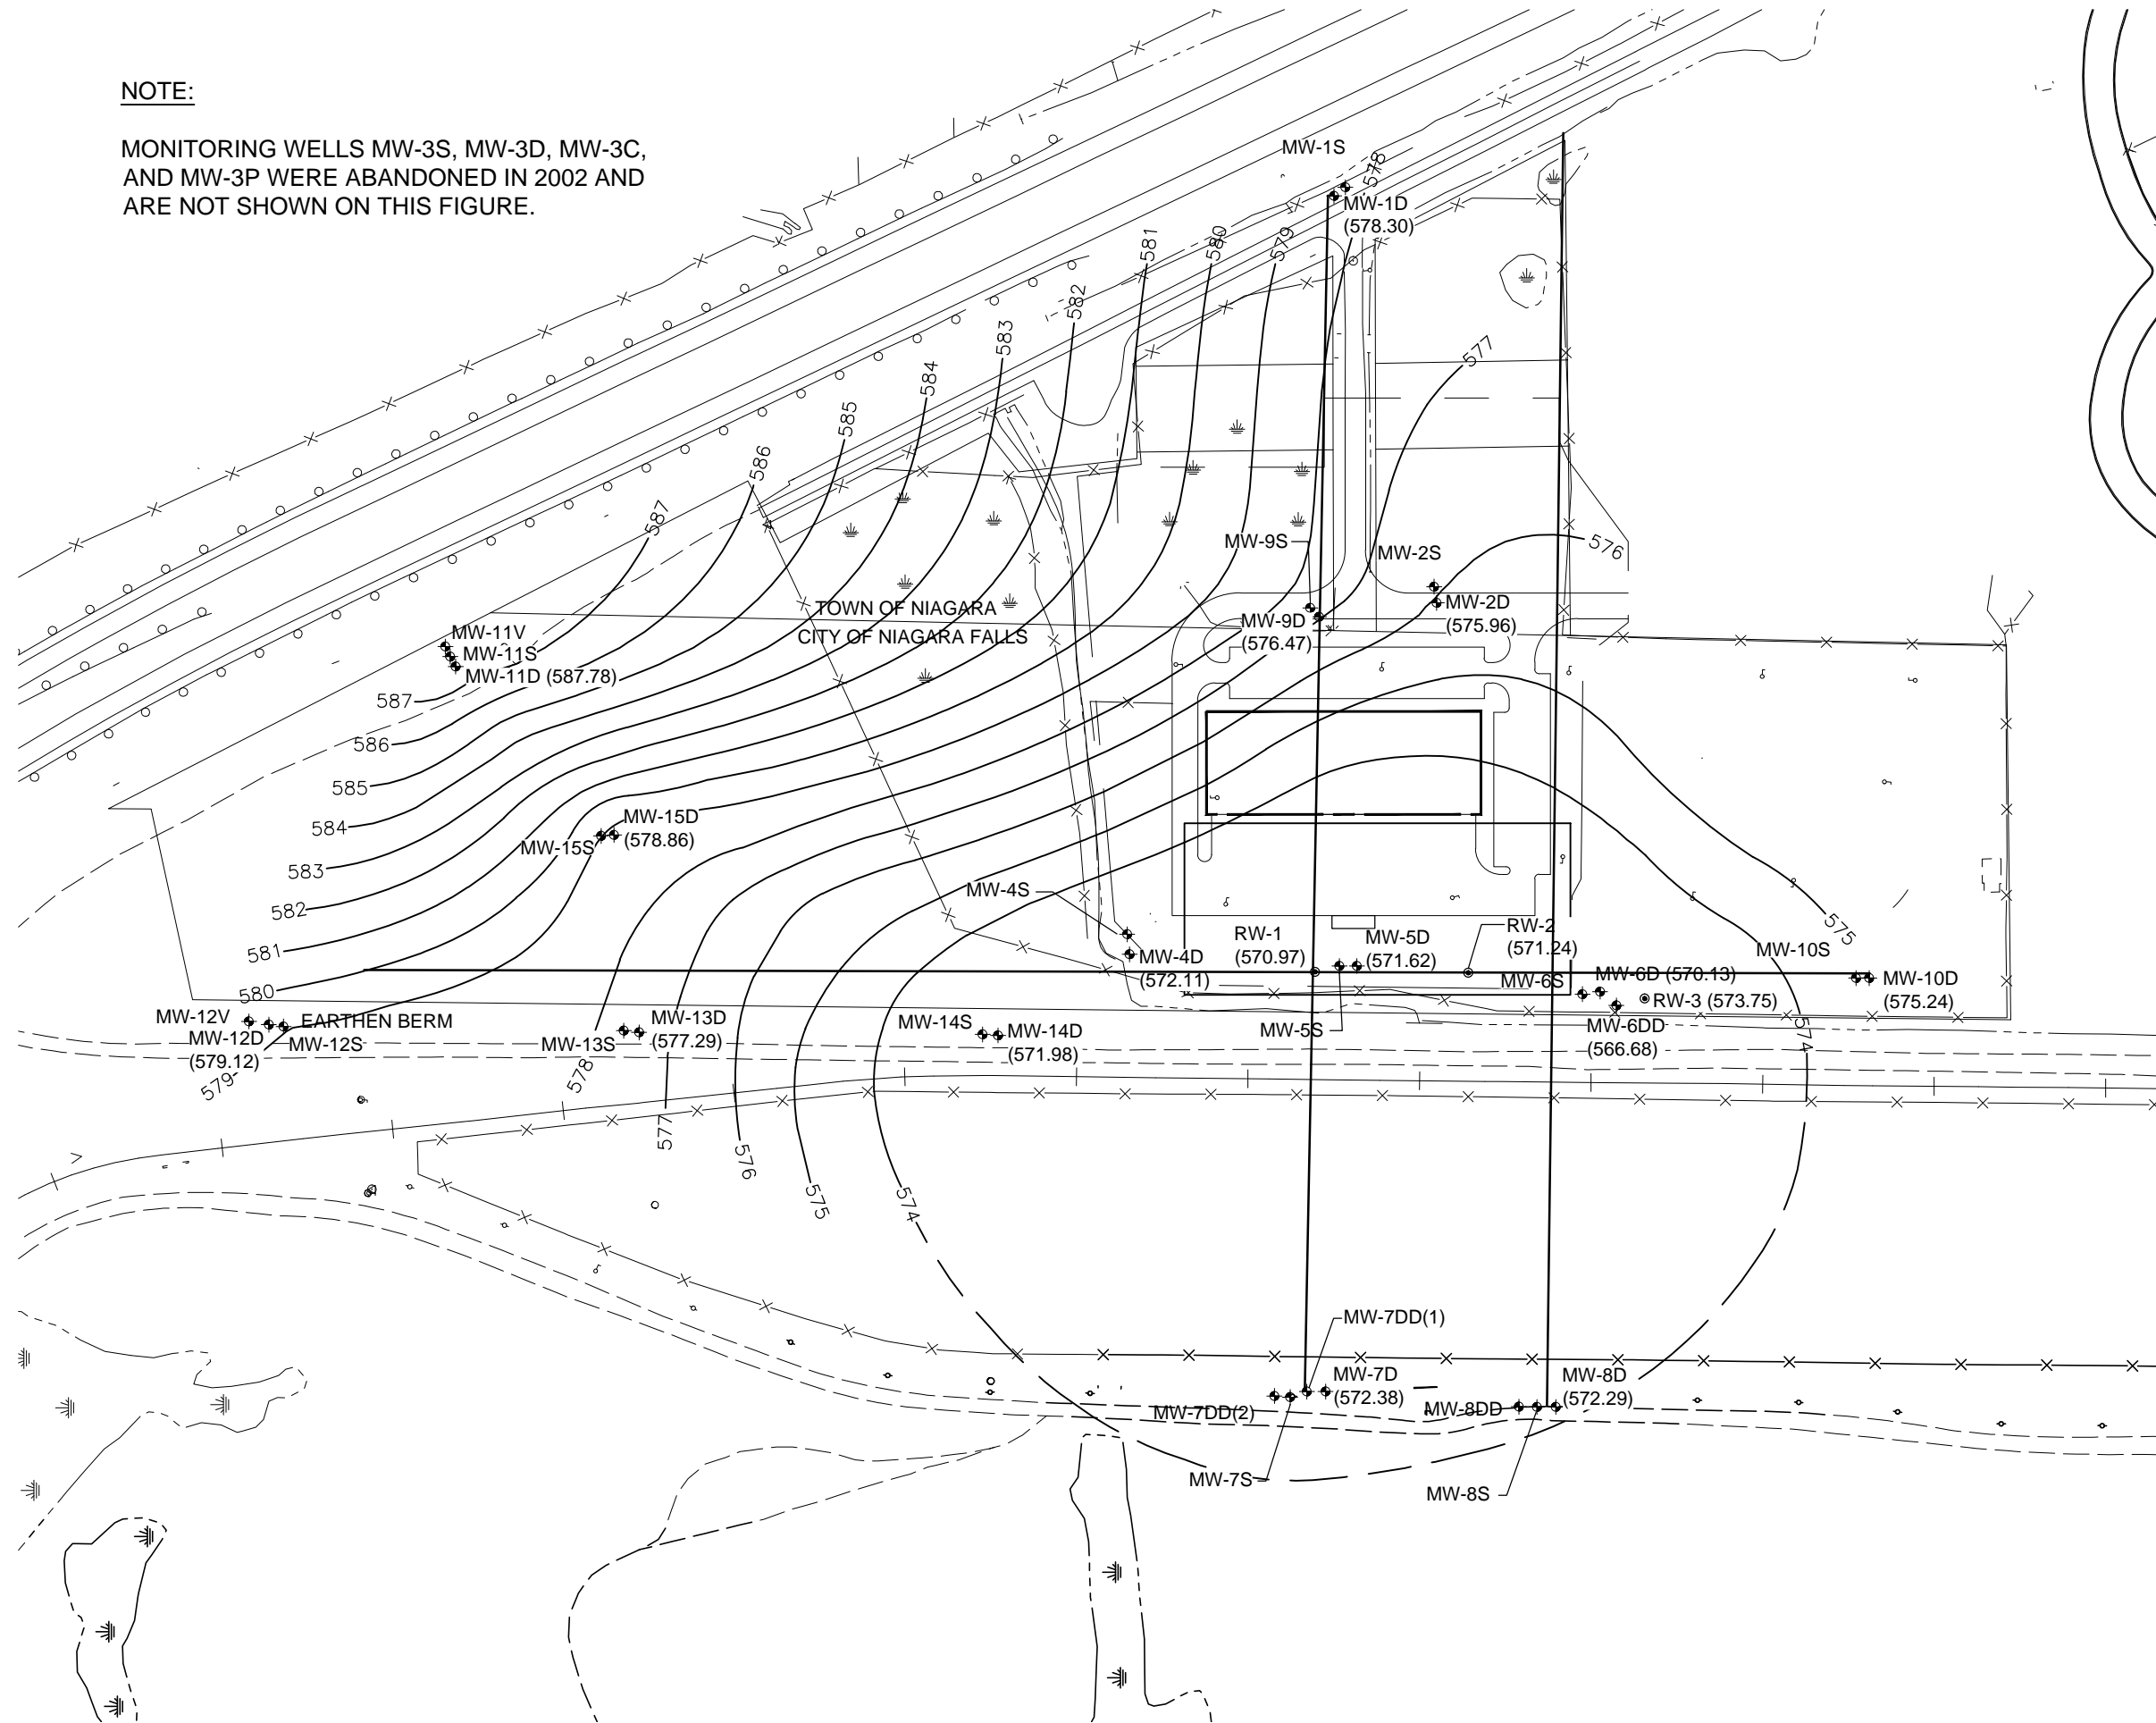 NOTE:
MONITORING WELLS MW-3S, MW-3D, MW-3C,
AND MW-3P WERE ABANDONED IN 2002 AND
ARE NOT SHOWN ON THIS FIGURE.
MW-1S
578
MW-1D
(578.30)
581
580
579
582
583
577
584
585
586
587
MW-9S
MW-2S
576
TOWN OF NIAGARA
CITY OF NIAGARA FALLS
MW-9D
(576.47)
MW-2D
(575.96)
MW-11V
MW-11S
MW-11D (587.78)
587
586
585
584
MW-15D
(578.86)
MW-15S
583
582
MW-4S
581
580
RW-1
(570.97)
MW-5D
(571.62)
RW-2
(571.24)
575
MW-10S
MW-4D
(572.11)
MW-6S
MW-6D (570.13)
MW-10D
(575.24)
RW-3 (573.75)
MW-12V
EARTHEN BERM
MW-12D
(579.12)
MW-12S
579
MW-13S
MW-13D
(577.29)
MW-14S
MW-14D
(571.98)
MW-5S
MW-6DD
(566.68)
574
578
577
576
575
574
MW-7DD(1)
MW-7D
(572.38)
MW-8D
(572.29)
MW-7DD(2)
MW-8DD
MW-7S
MW-8S